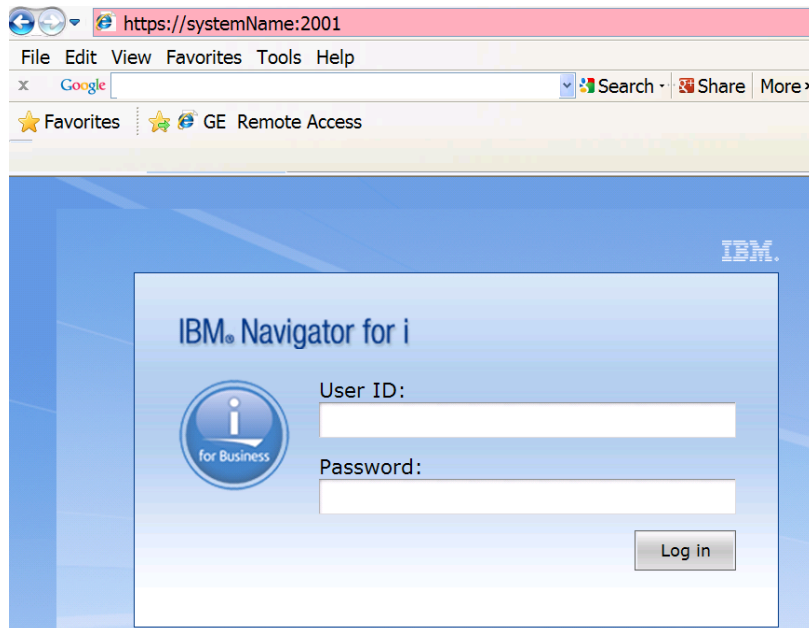 https://systemName:2001
File Edit View Favorites Tools Help
x Google Search Share More
Favorites GE Remote Access
IBM.
IBM® Navigator for i
User ID:
i
for Business
Password:
Log in